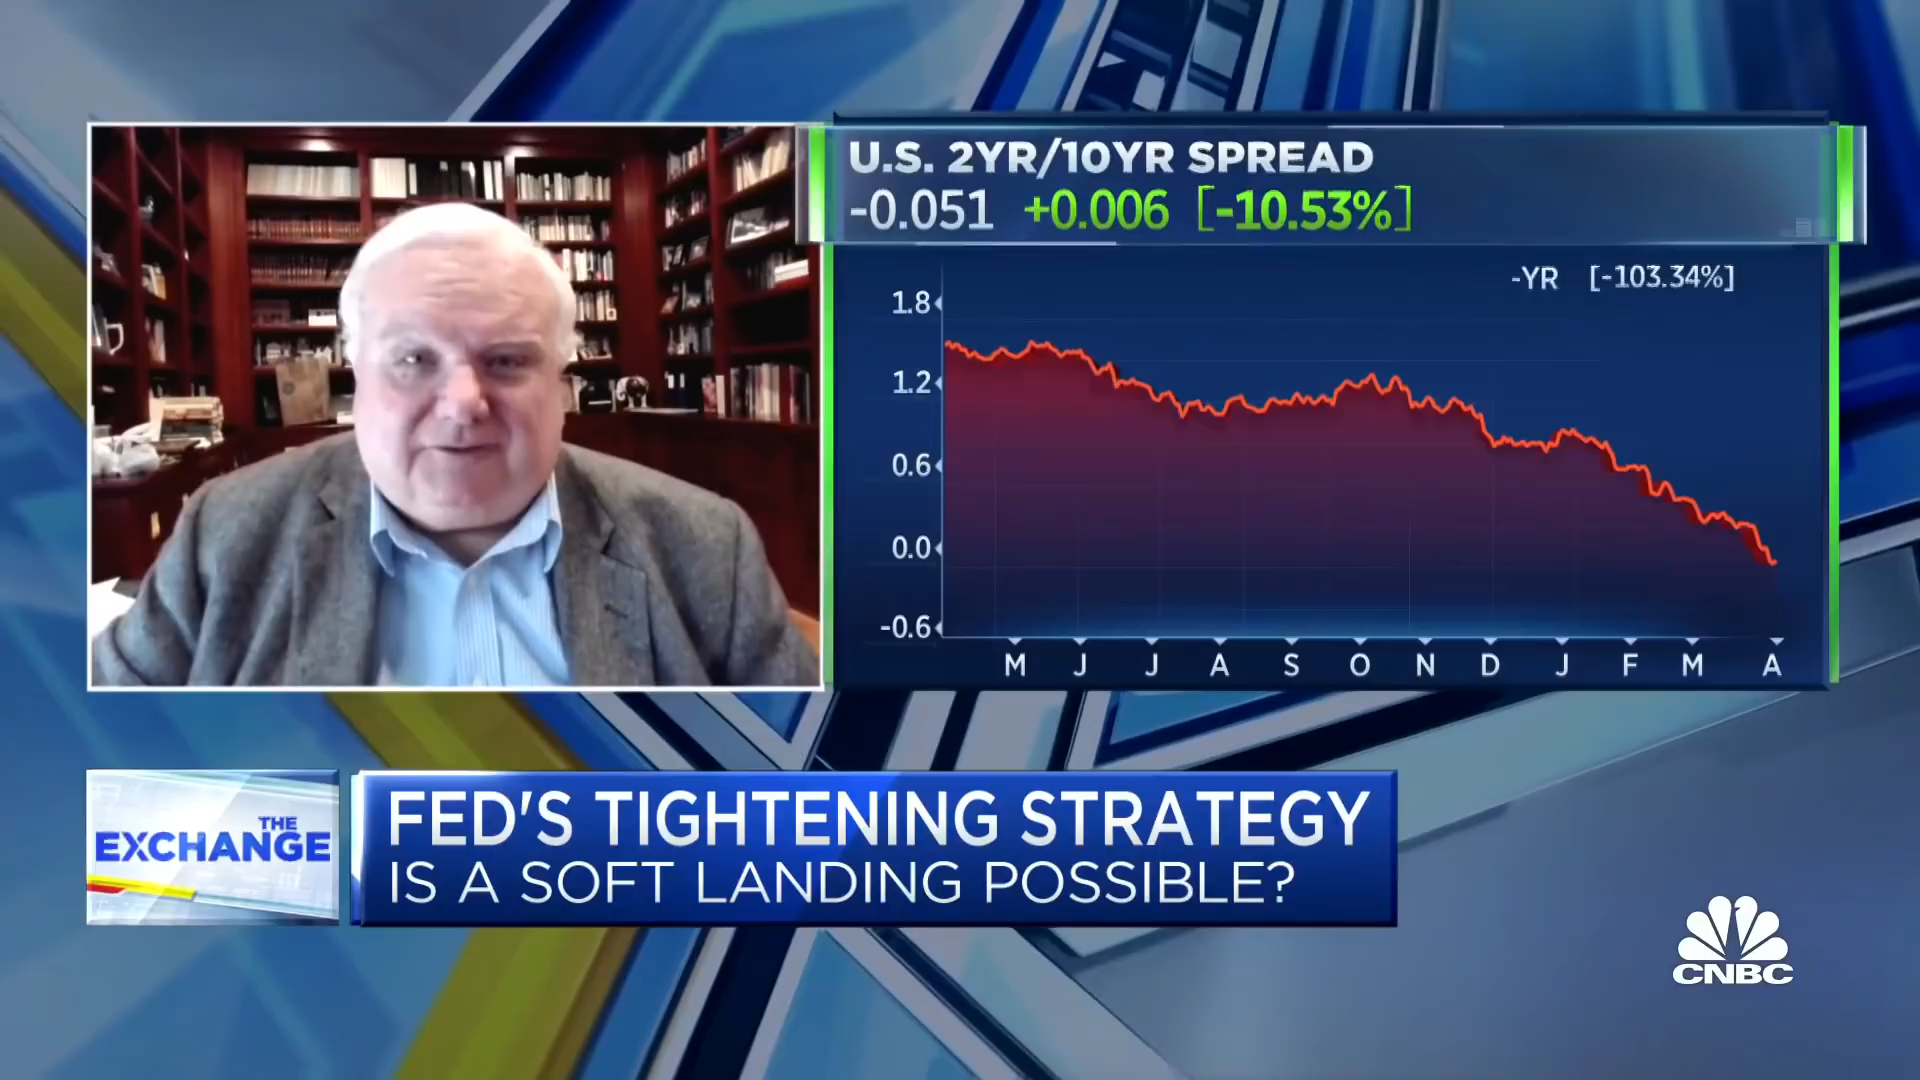 U.S. 2YR/10YR SPREAD
-0.051 +0.006 [-10.53%]
-YR [-103.34%]
1.8
1.2
0.6
0.0
-0.6
M J J A S O N D J F M A
THE
EXCHANGE
FED'S TIGHTENING STRATEGY
IS A SOFT LANDING POSSIBLE?
CNBC